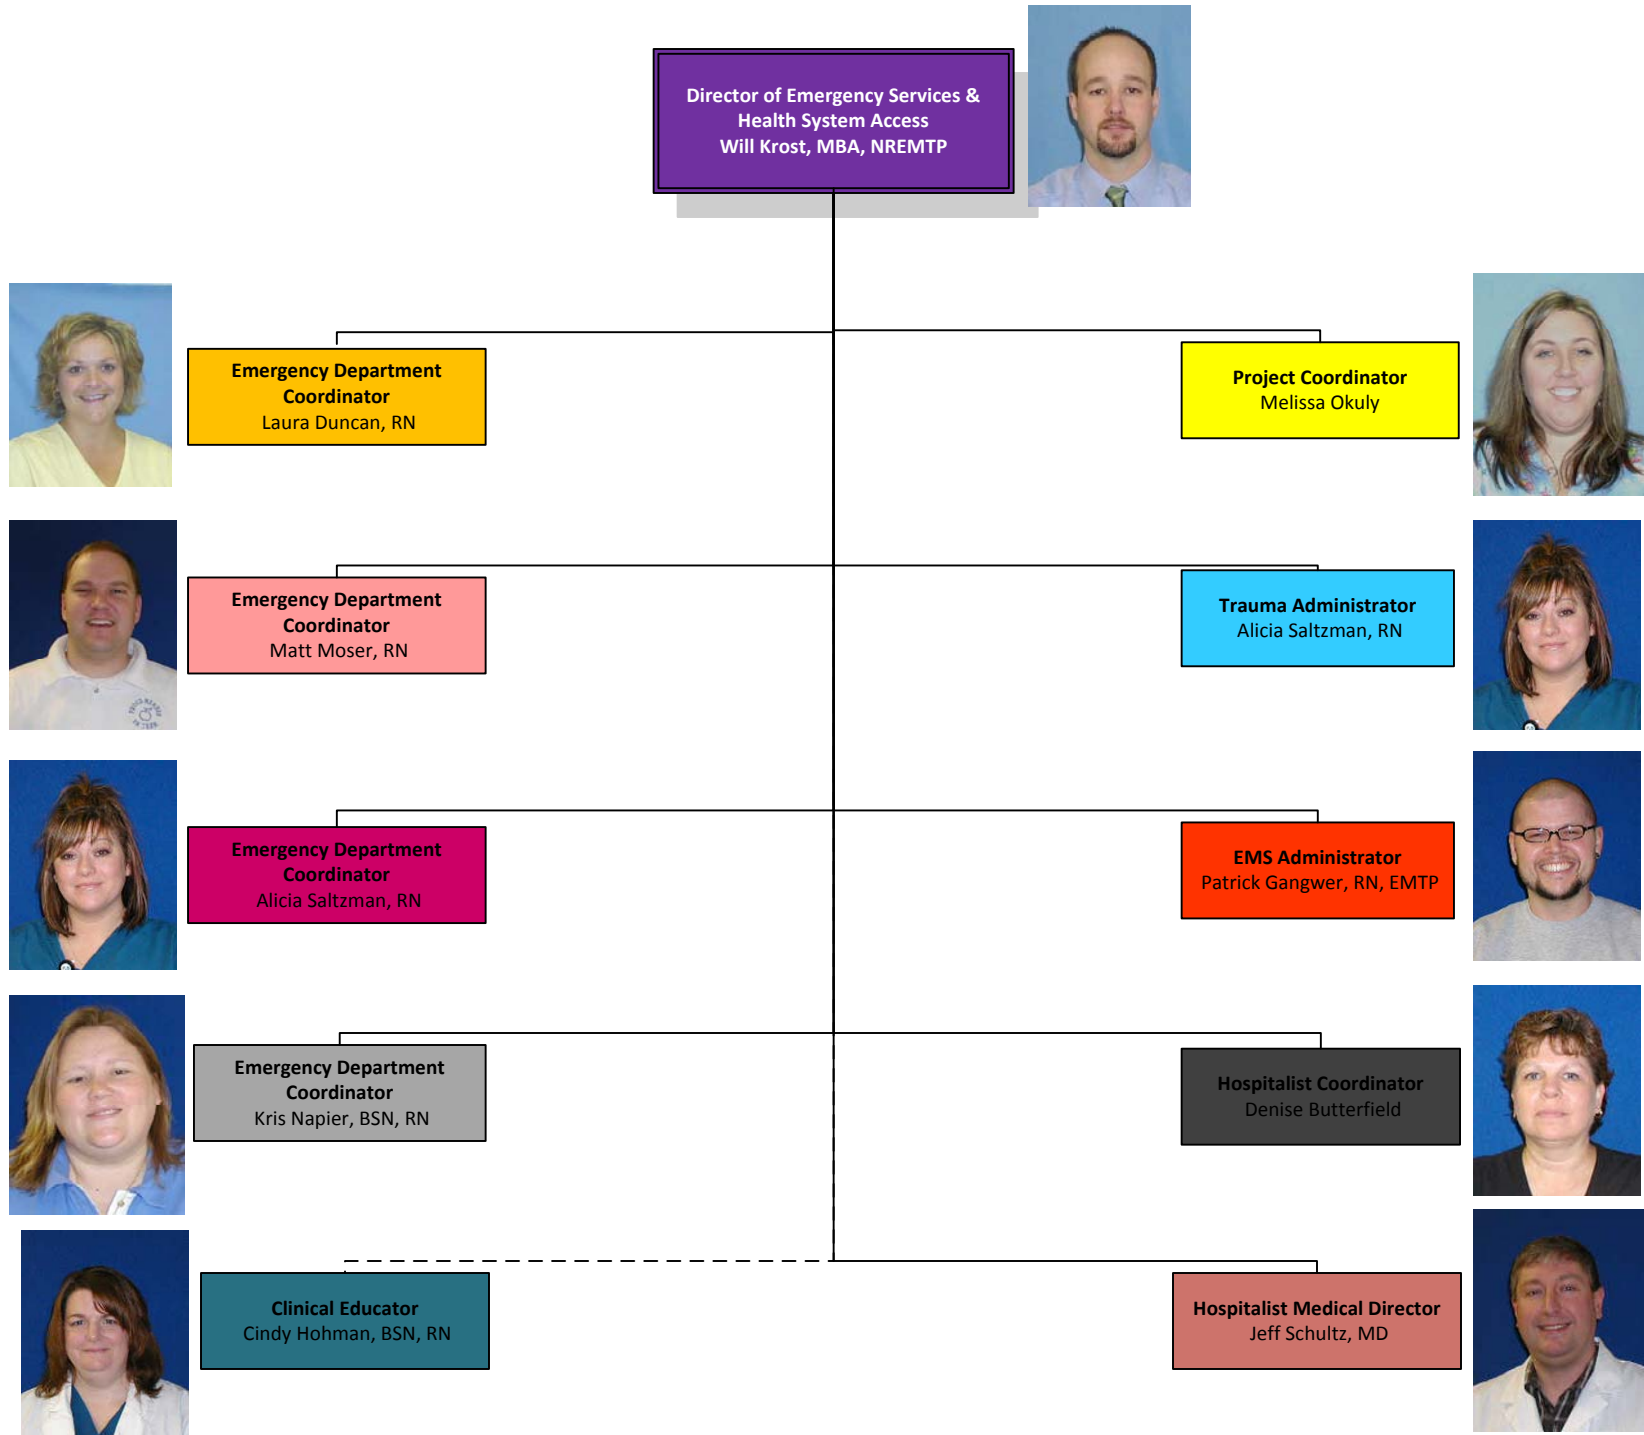 Director of Emergency Services &
Health System Access
Will Krost, MBA, NREMTP
Emergency Department
Coordinator
Laura Duncan, RN
Project Coordinator
Melissa Okuly
Emergency Department
Coordinator
Matt Moser, RN
Trauma Administrator
Alicia Saltzman, RN
Emergency Department
Coordinator
Alicia Saltzman, RN
EMS Administrator
Patrick Gangwer, RN, EMTP
Emergency Department
Coordinator
Kris Napier, BSN, RN
Hospitalist Coordinator
Denise Butterfield
Clinical Educator
Cindy Hohman, BSN, RN
Hospitalist Medical Director
Jeff Schultz, MD